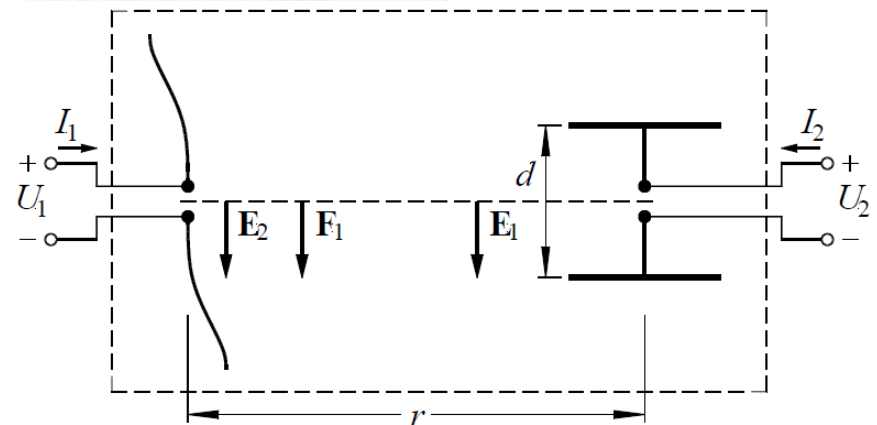 I₁
+
U₁
−
E₂
F₁
E₁
d
I₂
+
U₂
−
r